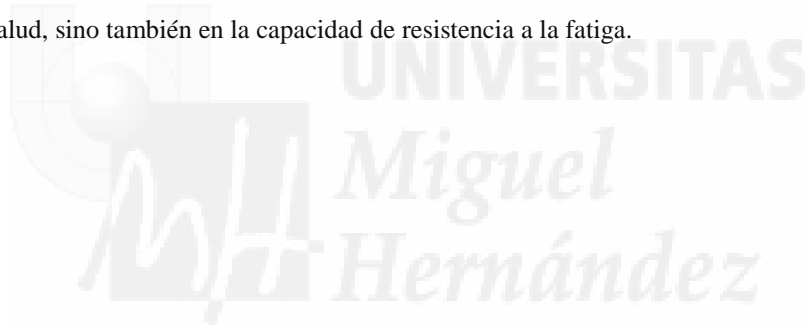 alud, sino también en la capacidad de resistencia a la fatiga.
UNIVERSITAS
Miguel
Hernández